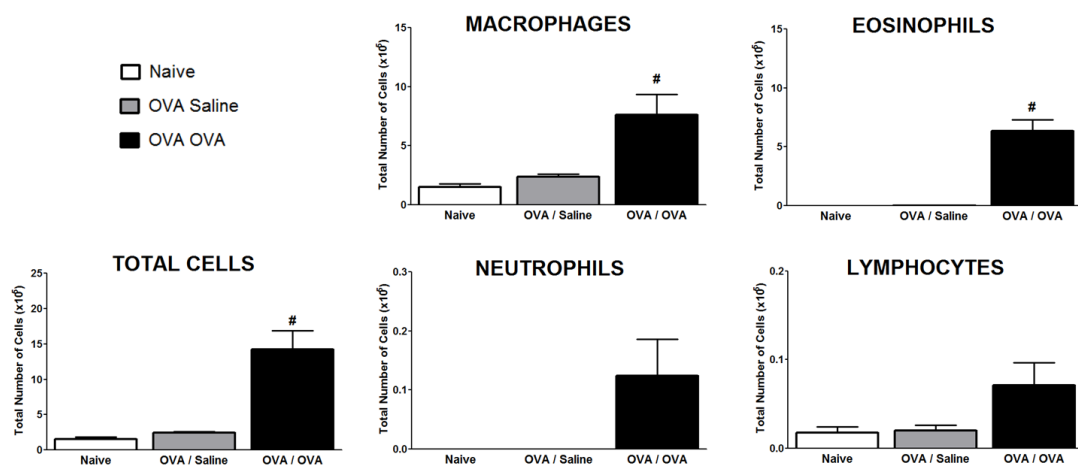 Naive
OVA Saline
OVA OVA
MACROPHAGES
Total Number of Cells (x10⁶)
15
10
5
0
#
Naive
OVA / Saline
OVA / OVA
EOSINOPHILS
Total Number of Cells (x10⁶)
15
10
5
0
#
Naive
OVA / Saline
OVA / OVA
TOTAL CELLS
Total Number of Cells (x10⁶)
25
20
15
10
5
0
#
Naive
OVA / Saline
OVA / OVA
NEUTROPHILS
Total Number of Cells (x10⁶)
0.3
0.2
0.1
0.0
Naive
OVA / Saline
OVA / OVA
LYMPHOCYTES
Total Number of Cells (x10⁶)
0.2
0.1
0.0
Naive
OVA / Saline
OVA / OVA